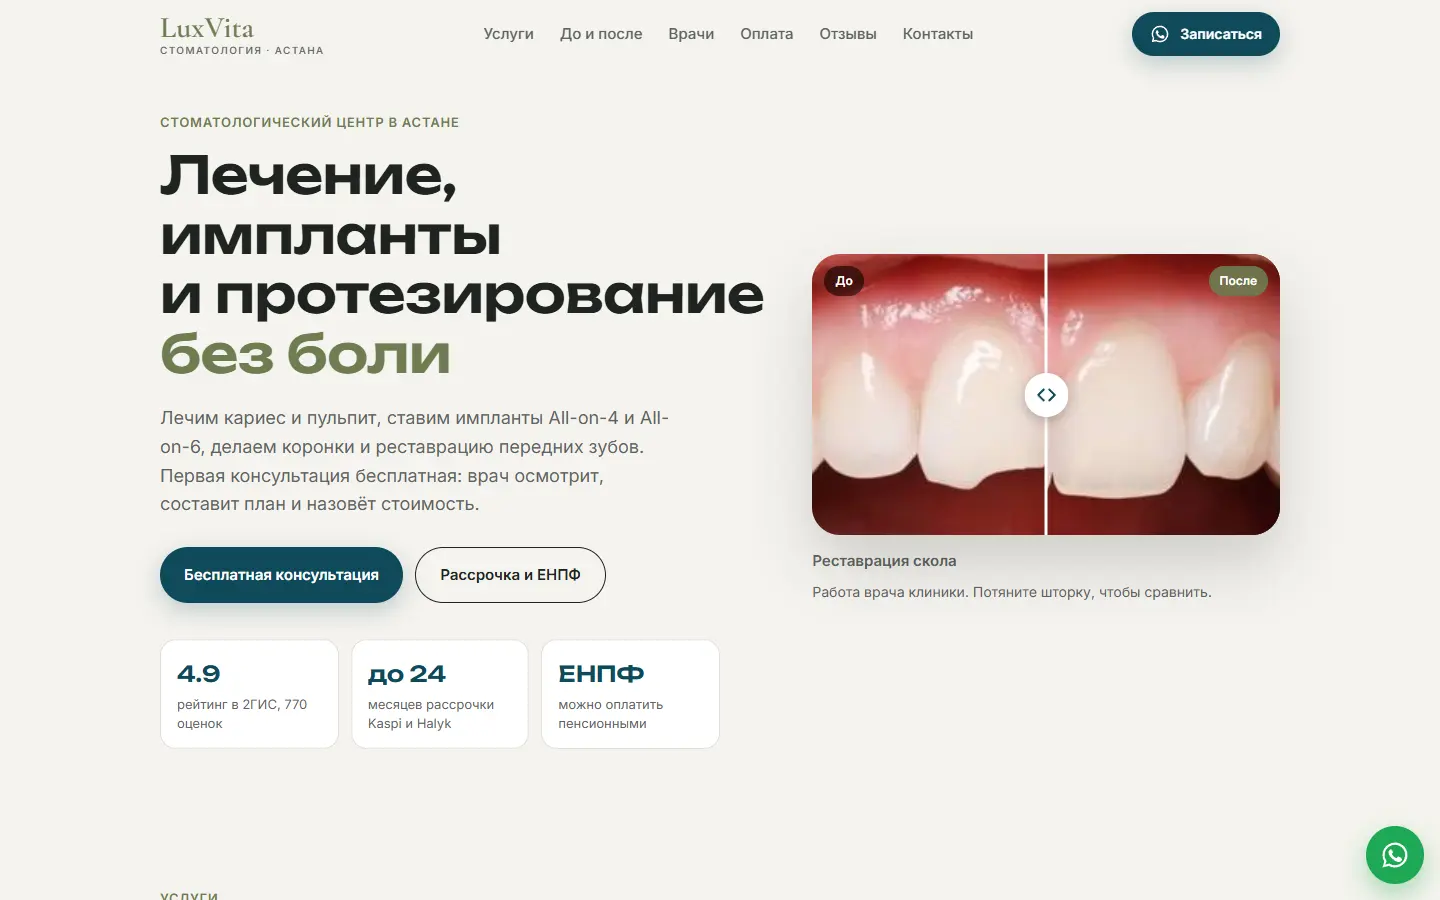 LuxVita
СТОМАТОЛОГИЯ · АСТАНА
Услуги
До и после
Врачи
Оплата
Отзывы
Контакты
Записаться
СТОМАТОЛОГИЧЕСКИЙ ЦЕНТР В АСТАНЕ
Лечение,
импланты
и протезирование
без боли
Лечим кариес и пульпит, ставим импланты All-on-4 и All-
on-6, делаем коронки и реставрацию передних зубов.
Первая консультация бесплатная: врач осмотрит,
составит план и назовёт стоимость.
Бесплатная консультация
Рассрочка и ЕНПФ
4.9
рейтинг в 2ГИС, 770
оценок
до 24
месяцев рассрочки
Kaspi и Halyk
ЕНПФ
можно оплатить
пенсионными
До
После
Реставрация скола
Работа врача клиники. Потяните шторку, чтобы сравнить.
УСЛУГИ